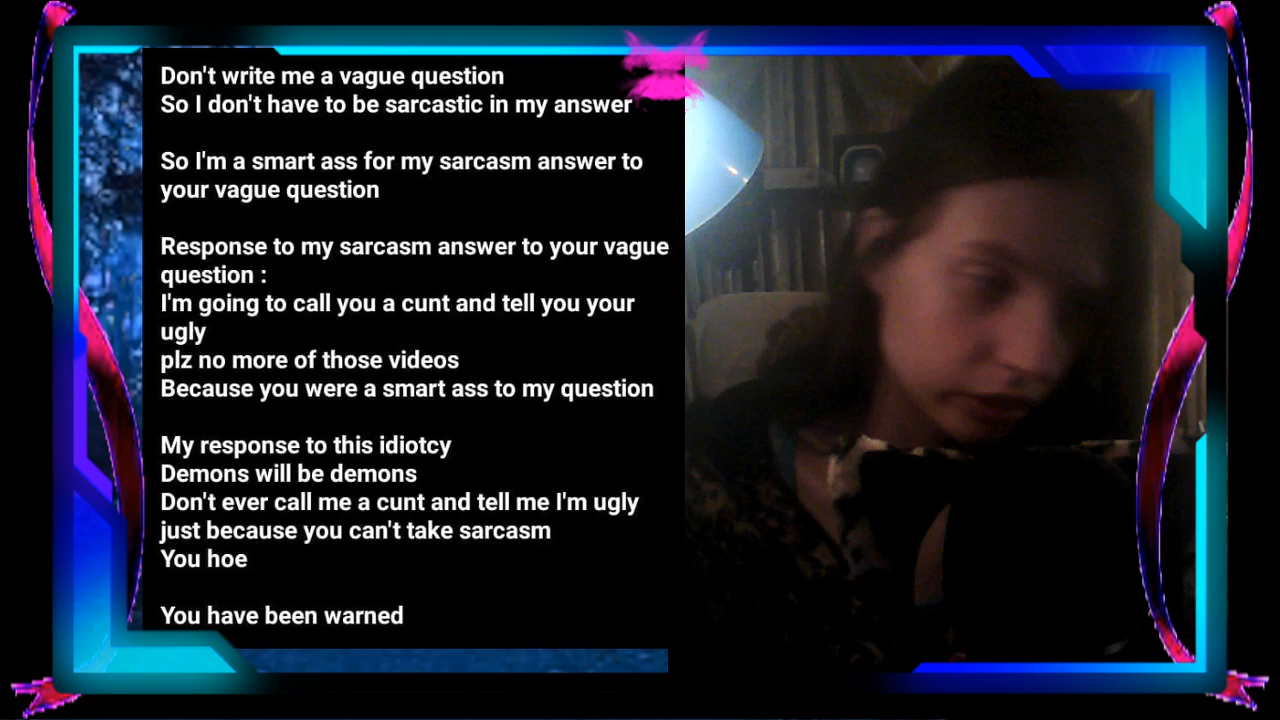 Don't write me a vague question
So I don't have to be sarcastic in my answer
So I'm a smart ass for my sarcasm answer to
your vague question
Response to my sarcasm answer to your vague
question :
I'm going to call you a cunt and tell you your
ugly
plz no more of those videos
Because you were a smart ass to my question
My response to this idiotcy
Demons will be demons
Don't ever call me a cunt and tell me I'm ugly
just because you can't take sarcasm
You hoe
You have been warned